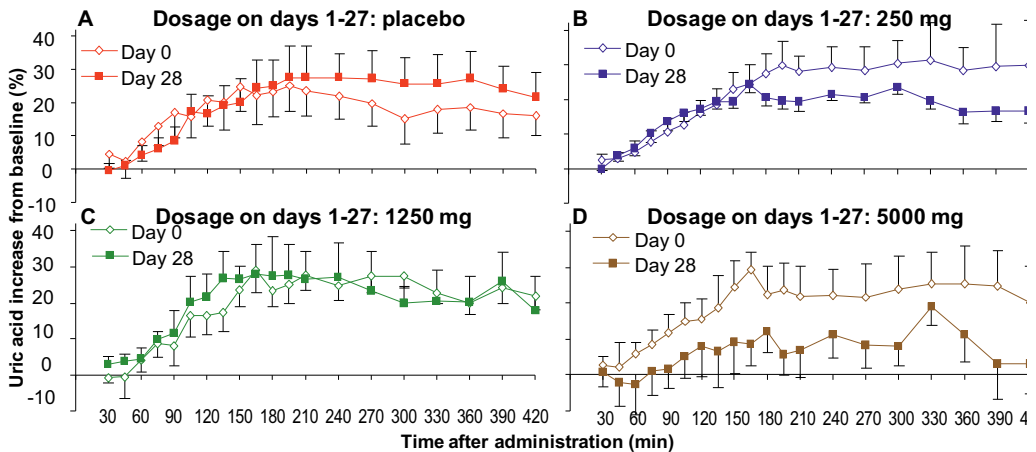 A Dosage on days 1-27: placebo
Day 0
Day 28
40
30
20
10
0
-10
B Dosage on days 1-27: 250 mg
Day 0
Day 28
C Dosage on days 1-27: 1250 mg
Day 0
Day 28
40
30
20
10
0
-10
30 60 90 120 150 180 210 240 270 300 330 360 390 420
D Dosage on days 1-27: 5000 mg
Day 0
Day 28
30 60 90 120 150 180 210 240 270 300 330 360 390
Uric acid increase from baseline (%)
Time after administration (min)